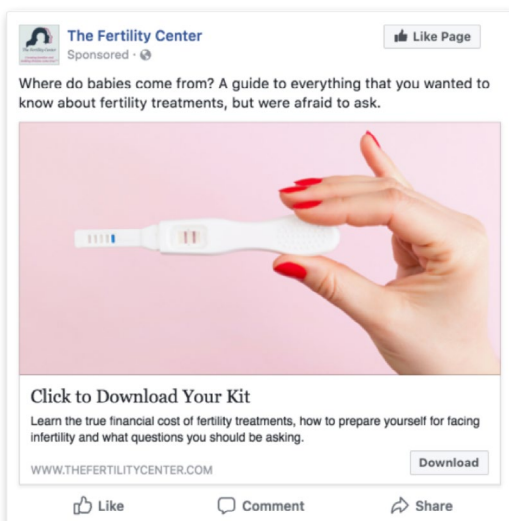 The Fertility Center
Like Page
Sponsored ·
Where do babies come from? A guide to everything that you wanted to
know about fertility treatments, but were afraid to ask.
Click to Download Your Kit
Learn the true financial cost of fertility treatments, how to prepare yourself for facing
infertility and what questions you should be asking.
WWW.THEFERTILITYCENTER.COM
Download
Like
Comment
Share